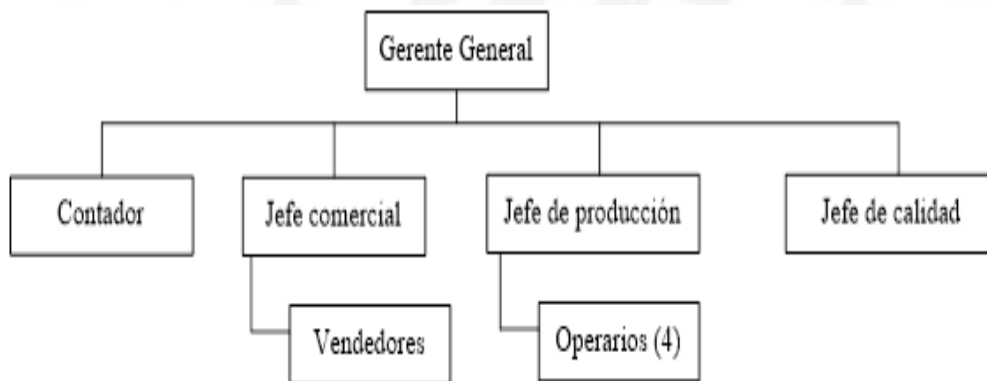 Gerente General
Contador
Jefe comercial
Jefe de producción
Jefe de calidad
Vendedores
Operarios (4)